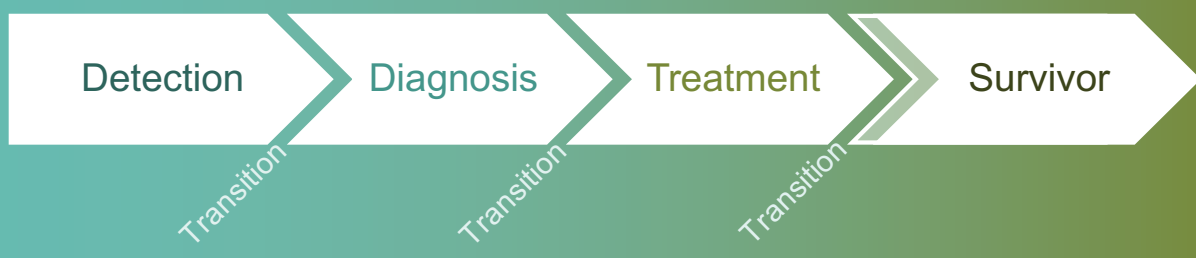 Detection
Diagnosis
Treatment
Survivor
Transition
Transition
Transition